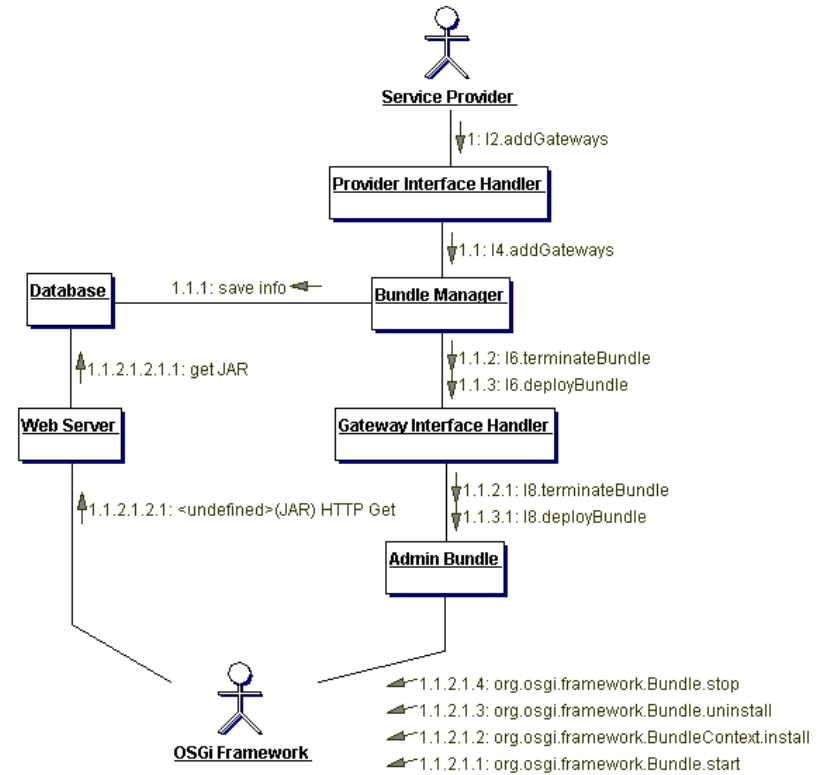 Service Provider
1: I2.addGateways
Provider Interface Handler
1.1: I4.addGateways
Database
1.1.1: save info
Bundle Manager
1.1.2: I6.terminateBundle
1.1.2.1.2.1.1: get JAR
1.1.3: I6.deployBundle
Web Server
Gateway Interface Handler
1.1.2.1: I8.terminateBundle
1.1.2.1.2.1: <undefined>(JAR) HTTP Get
1.1.3.1: I8.deployBundle
Admin Bundle
1.1.2.1.4: org.osgi.framework.Bundle.stop
1.1.2.1.3: org.osgi.framework.Bundle.uninstall
1.1.2.1.2: org.osgi.framework.BundleContext.install
OSGi Framework
1.1.2.1.1: org.osgi.framework.Bundle.start